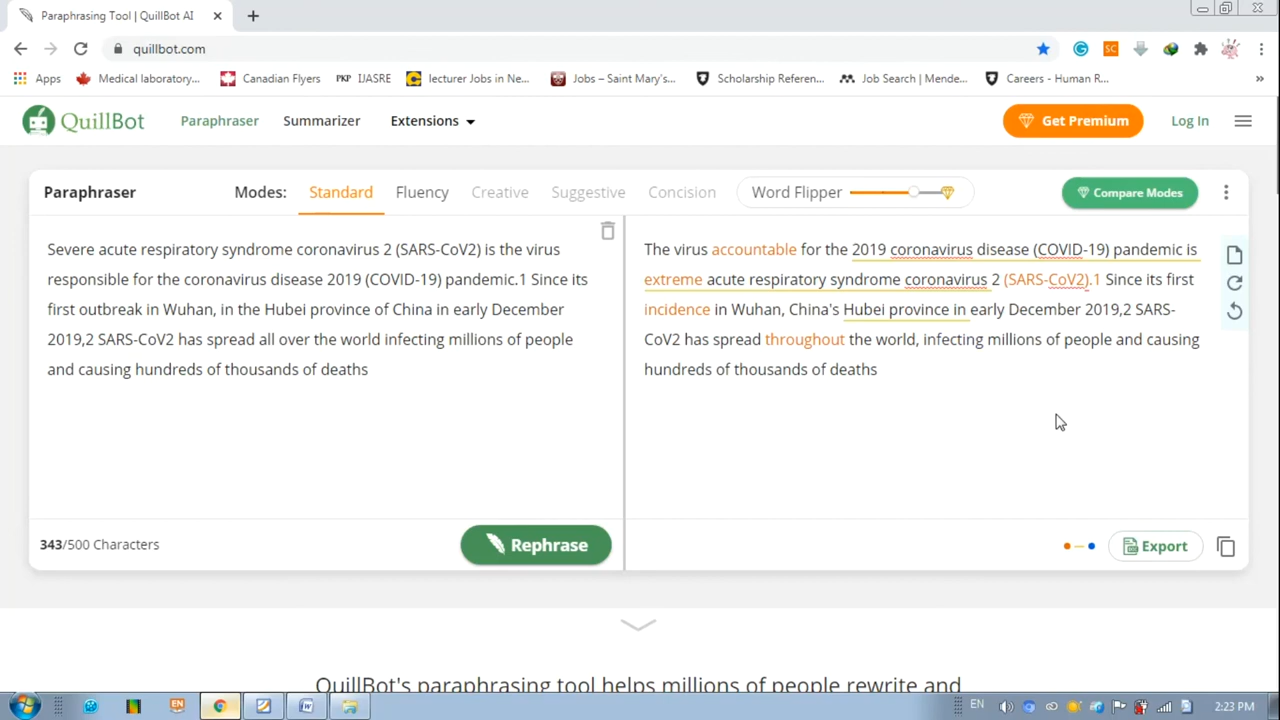 Paraphrasing Tool | QuillBot AI
quillbot.com
SC
Apps
Medical laboratory...
Canadian Flyers
PKP IJASRE
lecturer Jobs in Ne...
Jobs – Saint Mary's...
Scholarship Referen...
Job Search | Mende...
Careers - Human R...
»
QuillBot
Paraphraser
Summarizer
Extensions
Get Premium
Log In
Paraphraser
Modes:
Standard
Fluency
Creative
Suggestive
Concision
Word Flipper
Compare Modes
Severe acute respiratory syndrome coronavirus 2 (SARS-CoV2) is the virus
responsible for the coronavirus disease 2019 (COVID-19) pandemic.1 Since its
first outbreak in Wuhan, in the Hubei province of China in early December
2019,2 SARS-CoV2 has spread all over the world infecting millions of people
and causing hundreds of thousands of deaths
The virus accountable for the 2019 coronavirus disease (COVID-19) pandemic is
extreme acute respiratory syndrome coronavirus 2 (SARS-CoV2).1 Since its first
incidence in Wuhan, China's Hubei province in early December 2019,2 SARS-
CoV2 has spread throughout the world, infecting millions of people and causing
hundreds of thousands of deaths
343/500 Characters
Rephrase
Export
QuillBot's paraphrasing tool helps millions of people rewrite and
EN
EN
2:23 PM